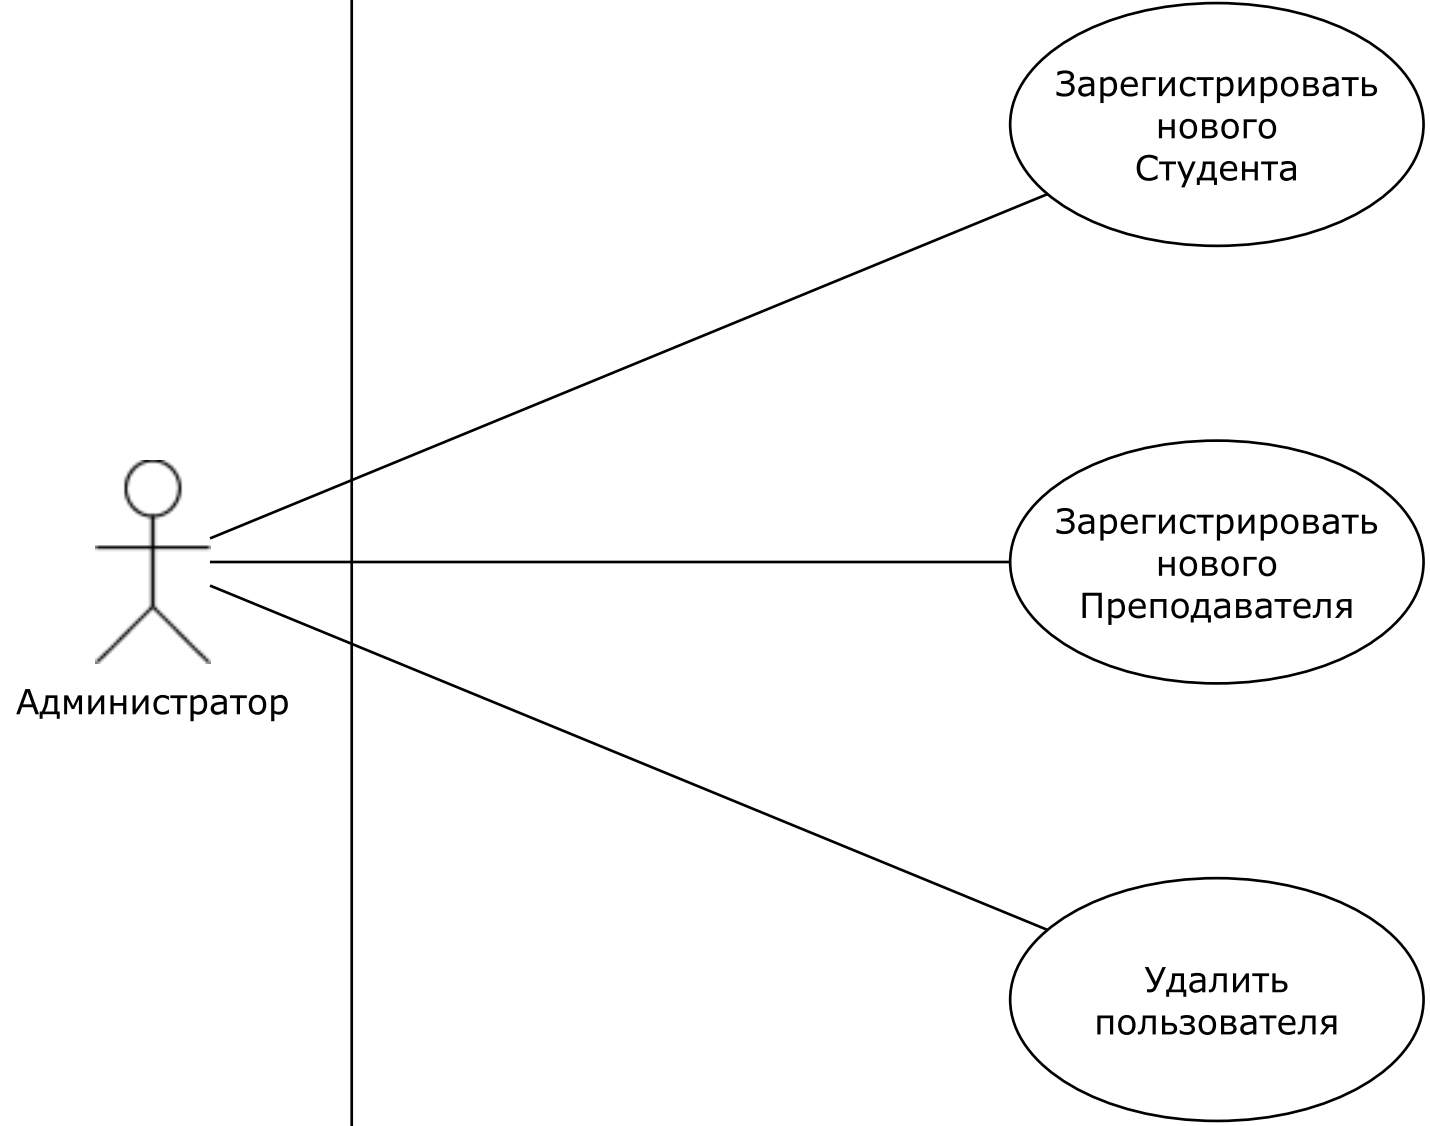 Зарегистрировать
нового
Студента
Зарегистрировать
нового
Преподавателя
Администратор
Удалить
пользователя